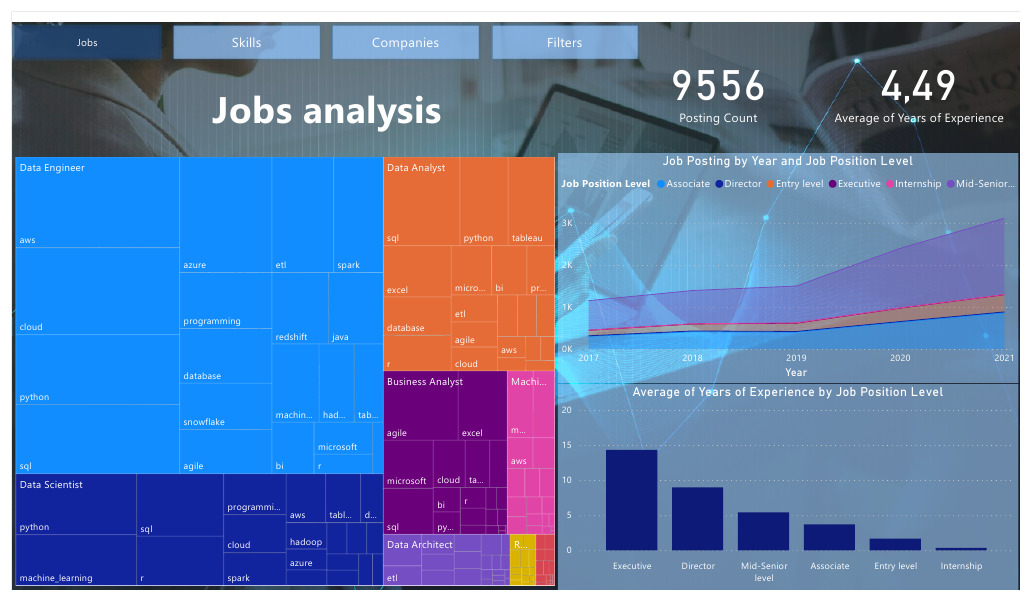 Jobs
Skills
Companies
Filters
Jobs analysis
9556
Posting Count
4,49
Average of Years of Experience
Data Engineer
aws
cloud
python
sql
azure
programming
database
snowflake
agile
etl
spark
redshift
java
machin...
had...
tab...
microsoft
bi
r
Data Scientist
python
machine_learning
sql
r
programmi...
cloud
spark
aws
tabl...
d...
hadoop
azure
Data Analyst
sql
python
tableau
excel
database
r
micro...
bi
pr...
etl
agile
cloud
aws
Business Analyst
agile
excel
microsoft
cloud
ta...
sql
bi
r
py...
Machi...
m...
aws
Data Architect
etl
R...
Job Posting by Year and Job Position Level
Job Position Level Associate Director Entry level Executive Internship Mid-Senior...
3K
2K
1K
0K
2017 2018 2019 2020 2021
Year
Average of Years of Experience by Job Position Level
20
15
10
5
0
Executive Director Mid-Senior level Associate Entry level Internship